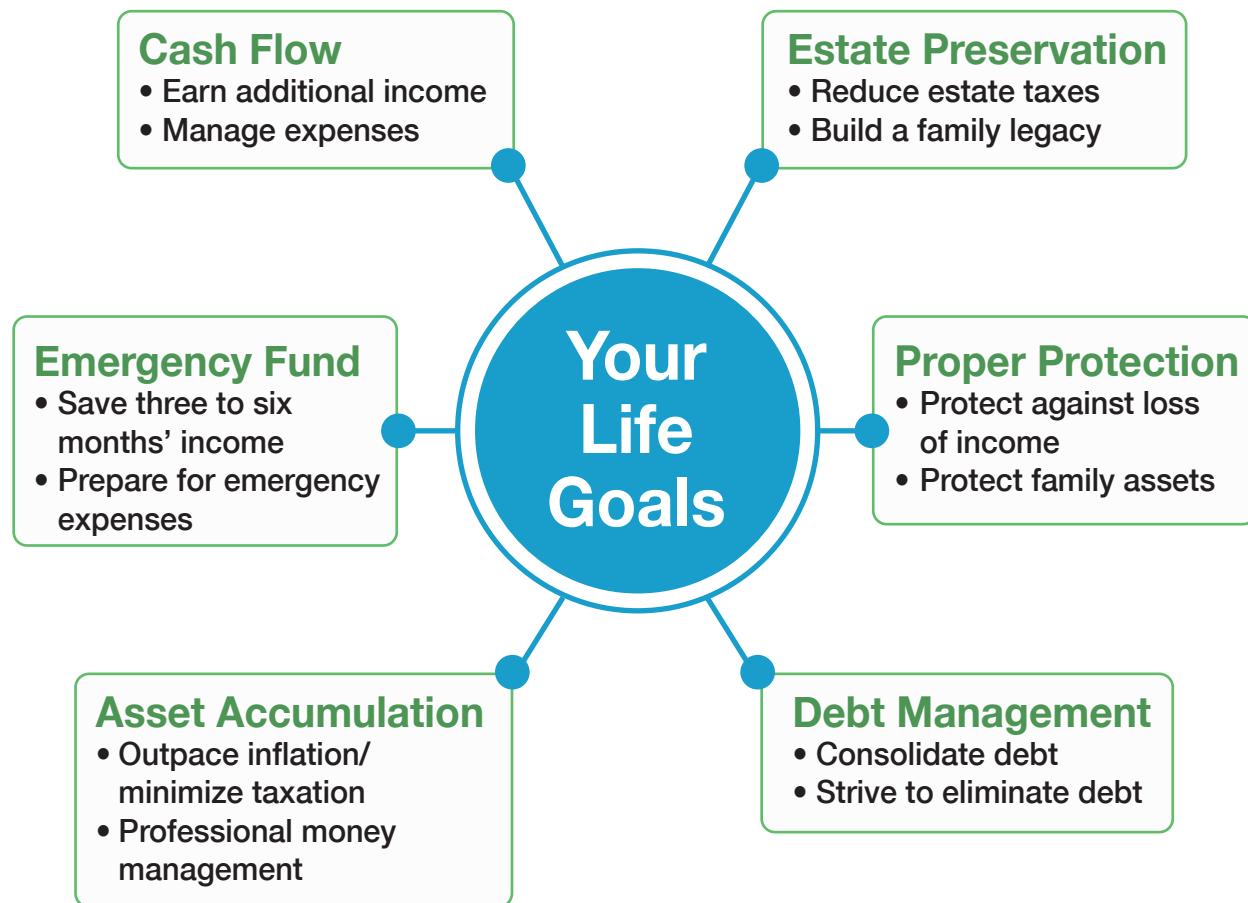 Cash Flow
• Earn additional income
• Manage expenses
Estate Preservation
• Reduce estate taxes
• Build a family legacy
Emergency Fund
• Save three to six
months’ income
• Prepare for emergency
expenses
Your
Life
Goals
Proper Protection
• Protect against loss
of income
• Protect family assets
Asset Accumulation
• Outpace inflation/
minimize taxation
• Professional money
management
Debt Management
• Consolidate debt
• Strive to eliminate debt